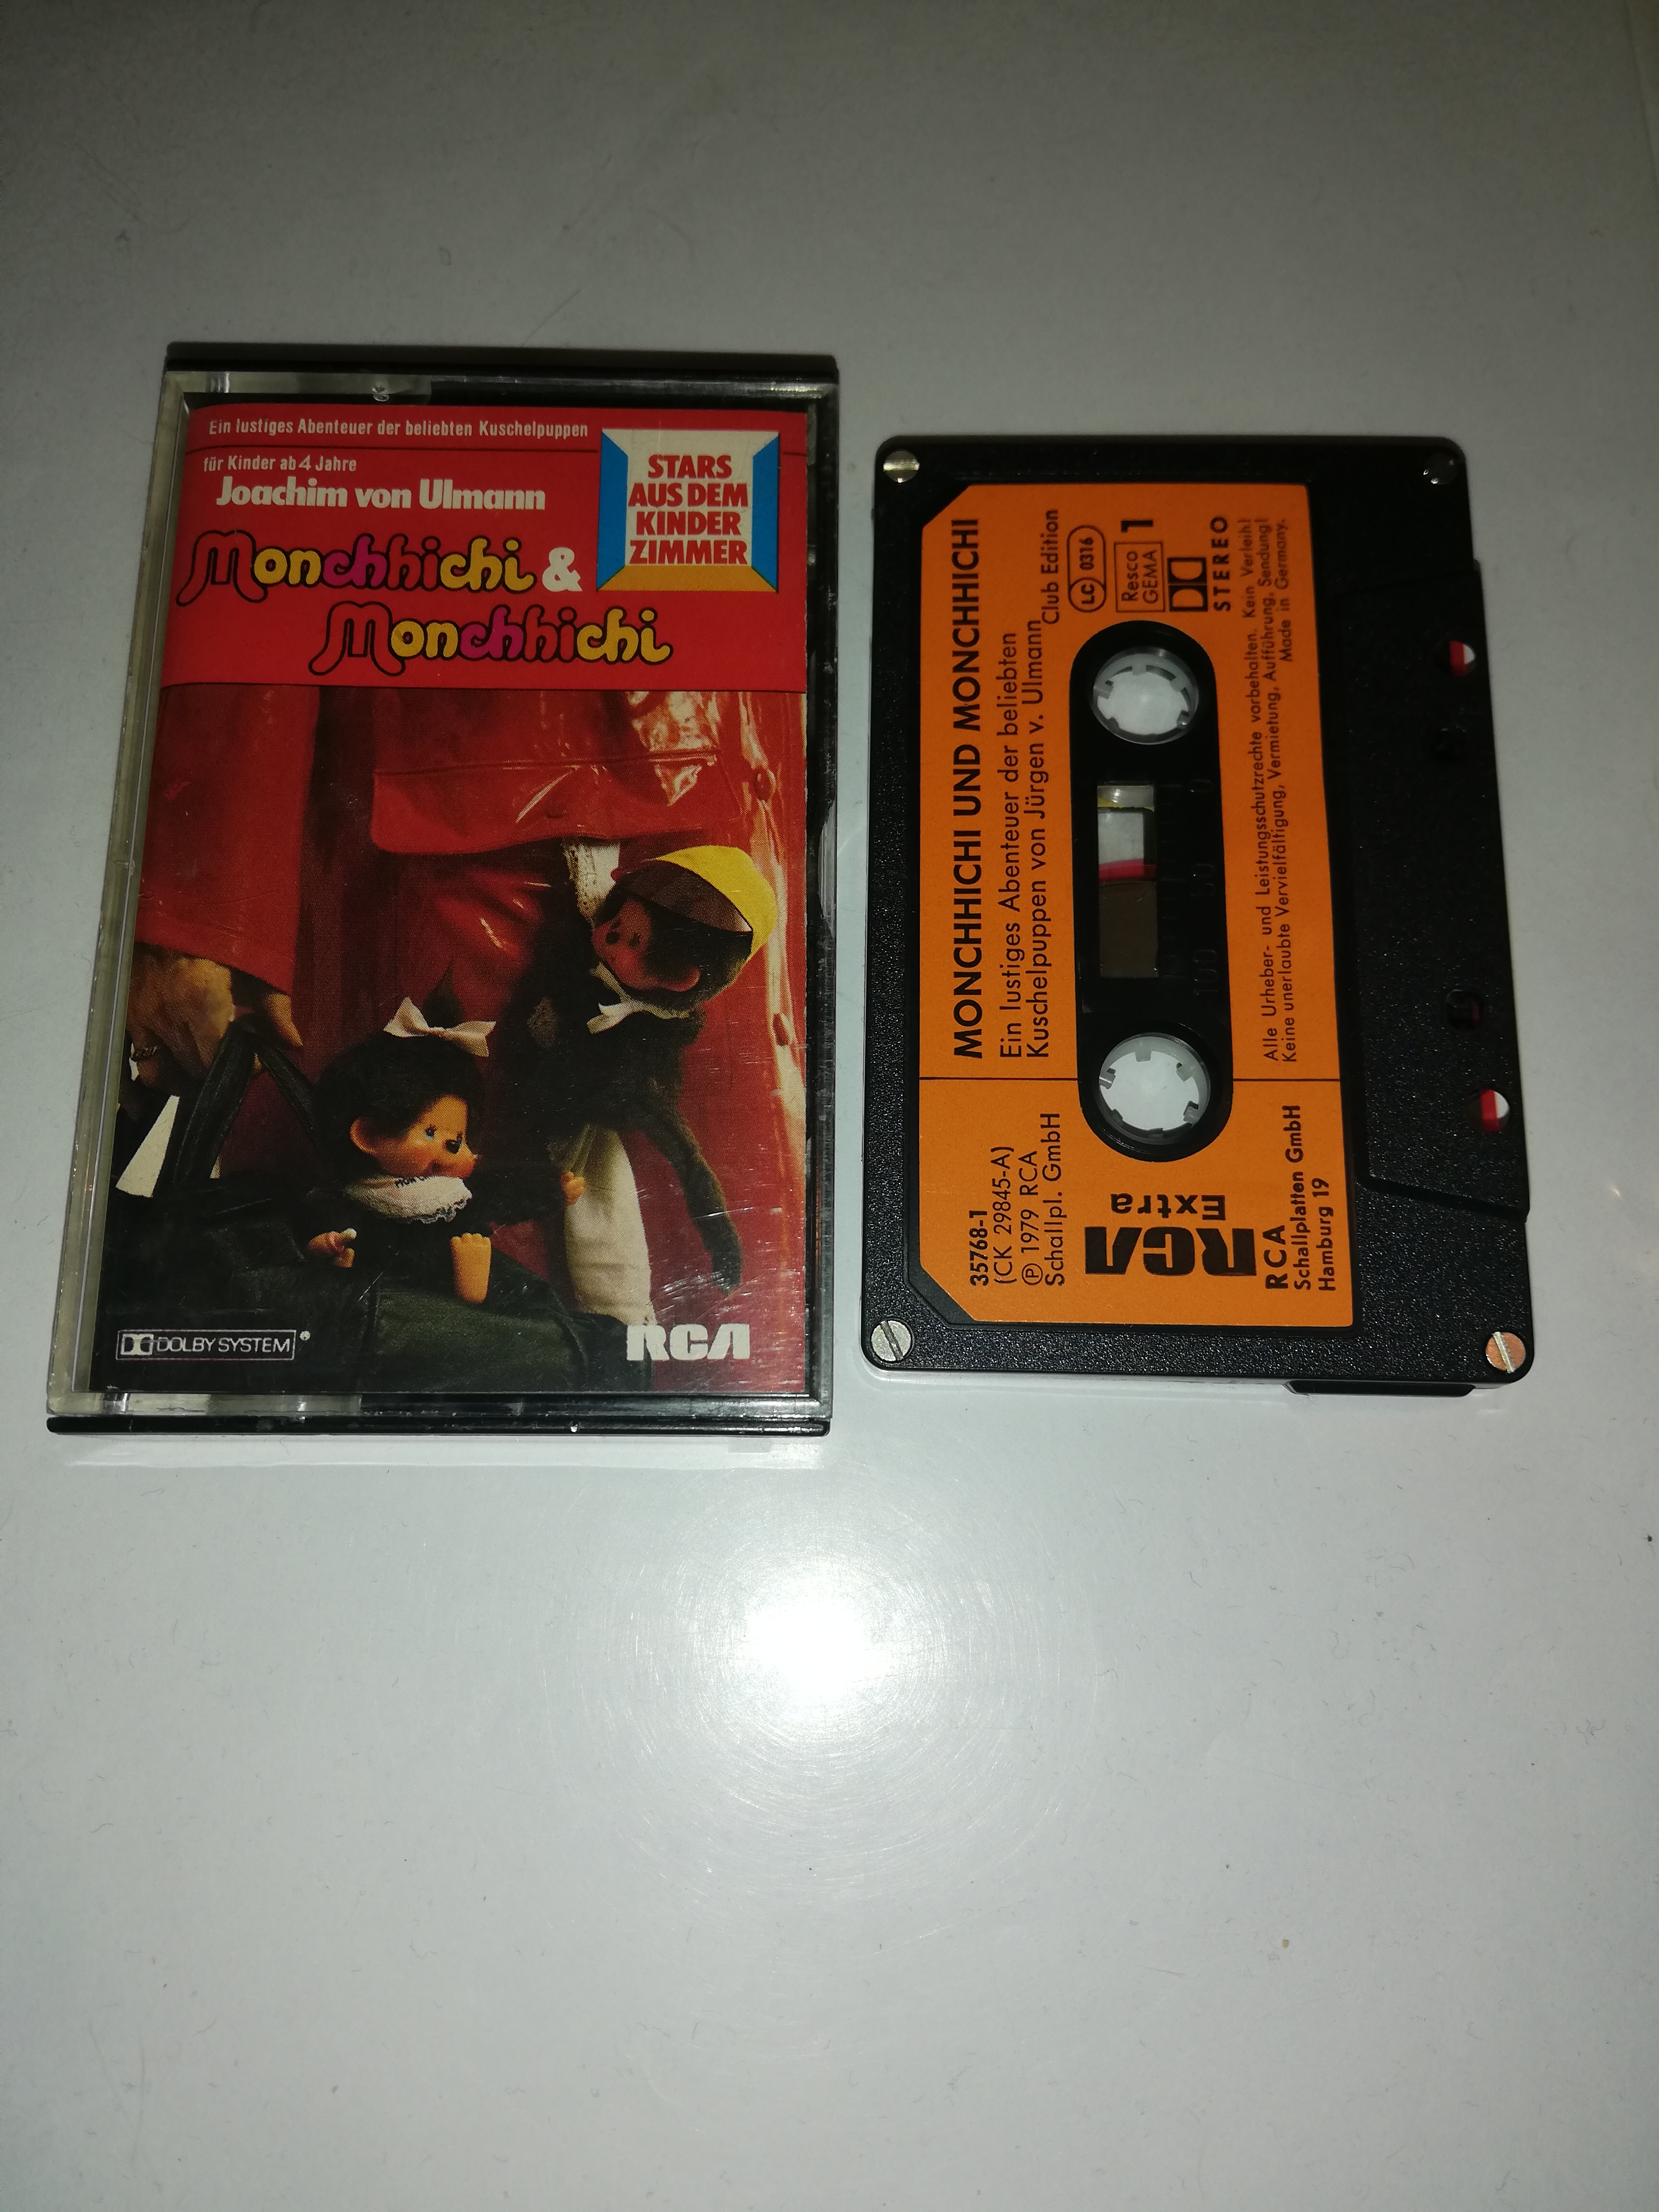 Ein lustiges Abenteuer der beliebten Kuschelpuppen
für Kinder ab 4 Jahre
Joachim von Ulmann
STARS
AUS DEM
KINDER
ZIMMER
Monchhichi &
Monchhichi
DOLBY SYSTEM
RCA
MONCHHICHI UND MONCHHICHI
Ein lustiges Abenteuer der beliebten
Kuschelpuppen von Jürgen v. Ulmann
Club Edition
LC 0316
Resco
GEMA
1
STEREO
100 50 0
Alle Urheber- und Leistungsschutzrechte vorbehalten. Kein Verleih!
Keine unerlaubte Vervielfältigung, Vermietung, Aufführung, Sendung!
Made in Germany.
35768-1
(CK 29845-A)
℗ 1979 RCA
Schallpl. GmbH
RCA
Extra
RCA
Schallplatten GmbH
Hamburg 19